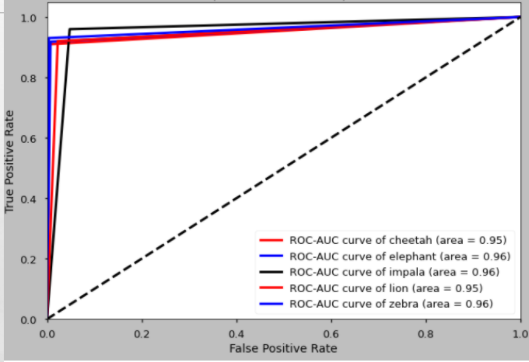 1.0
0.8
0.6
0.4
0.2
0.0
True Positive Rate
ROC-AUC curve of cheetah (area = 0.95)
ROC-AUC curve of elephant (area = 0.96)
ROC-AUC curve of impala (area = 0.96)
ROC-AUC curve of lion (area = 0.95)
ROC-AUC curve of zebra (area = 0.96)
0.0 0.2 0.4 0.6 0.8 1.0
False Positive Rate